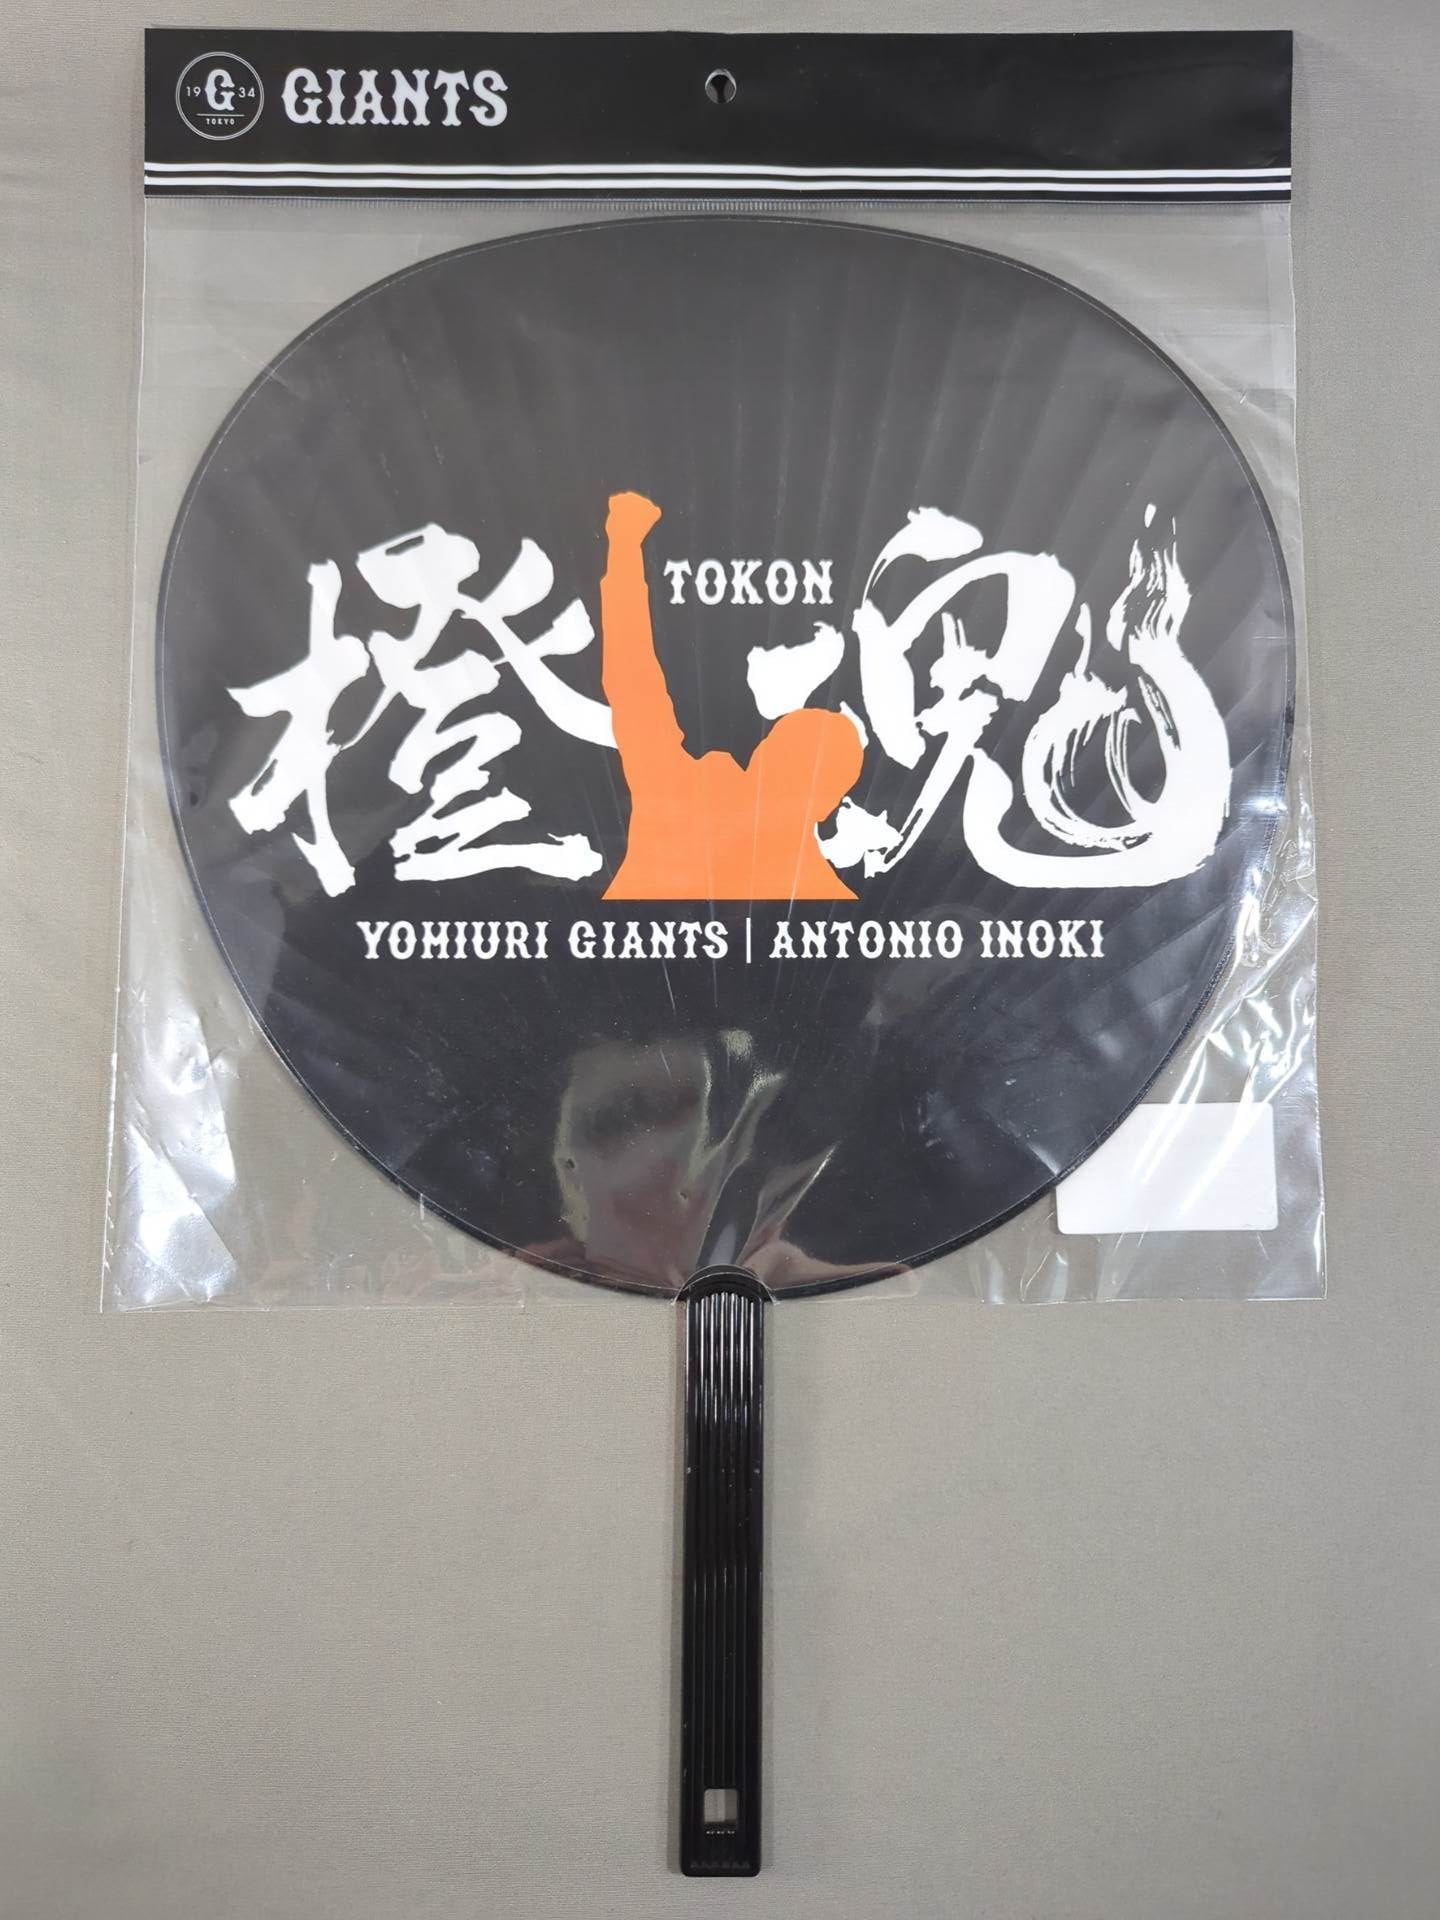 19 G 34
TOKYO
GIANTS
TOKON
橙魂
YOMIURI GIANTS | ANTONIO INOKI